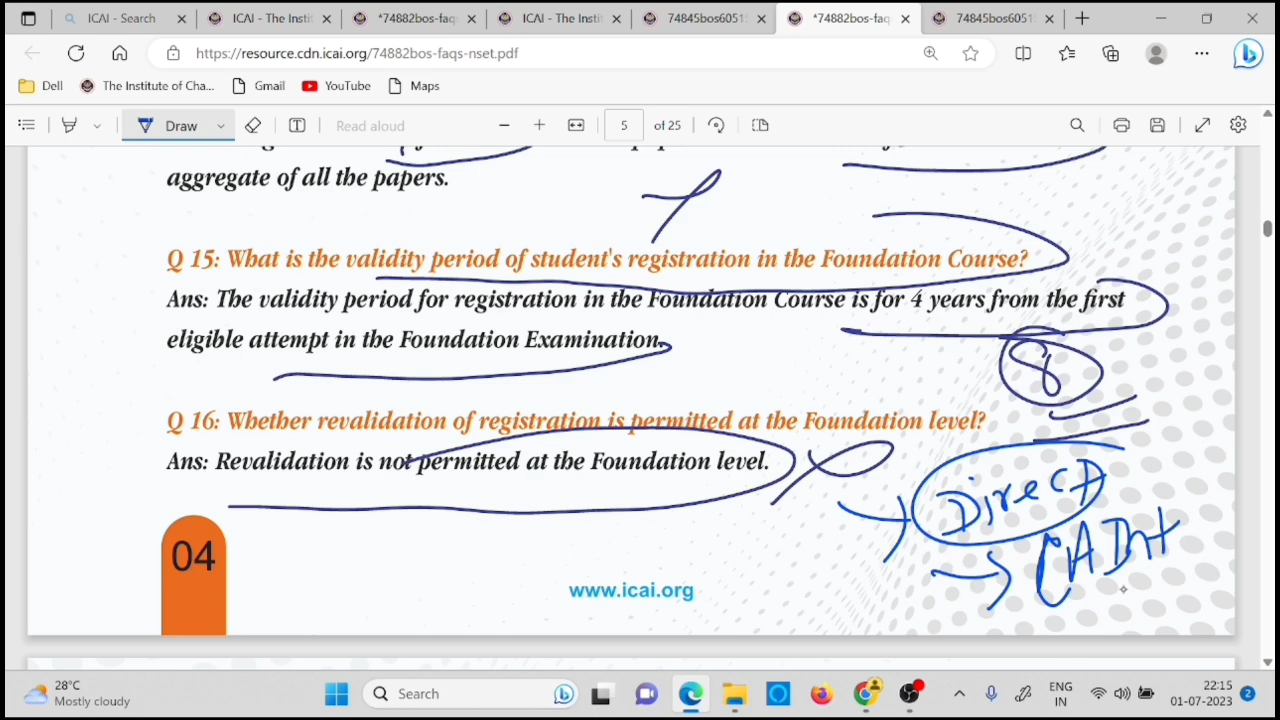 ICAI - Search
ICAI - The Instit
*74882bos-faqs
ICAI - The Instit
74845bos6051
*74882bos-faq
74845bos6051
https://resource.cdn.icai.org/74882bos-faqs-nset.pdf
Dell
The Institute of Cha...
Gmail
YouTube
Maps
Draw
Read aloud
5
of 25
aggregate of all the papers.
Q 15: What is the validity period of student's registration in the Foundation Course?
Ans: The validity period for registration in the Foundation Course is for 4 years from the first
eligible attempt in the Foundation Examination.
8
Q 16: Whether revalidation of registration is permitted at the Foundation level?
Ans: Revalidation is not permitted at the Foundation level.
Direct
CA Int
04
www.icai.org
28°C
Mostly cloudy
Search
ENG
IN
22:15
01-07-2023
2